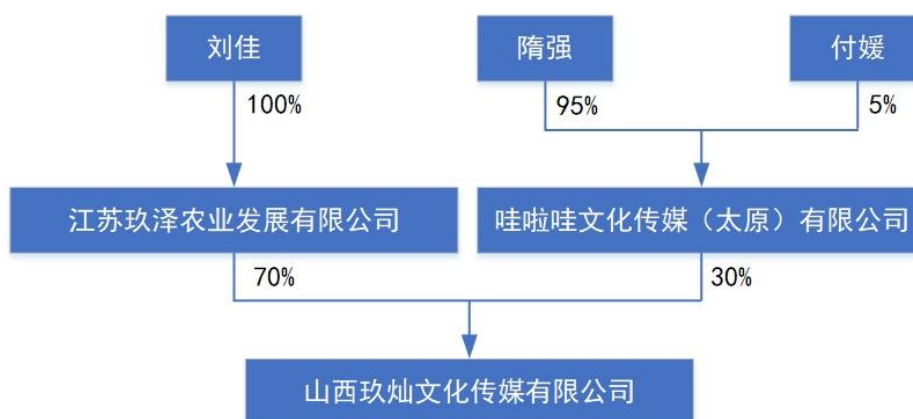 刘佳
隋强
付媛
100%
95%
5%
江苏玖泽农业发展有限公司
哇啦哇文化传媒（太原）有限公司
70%
30%
山西玖灿文化传媒有限公司